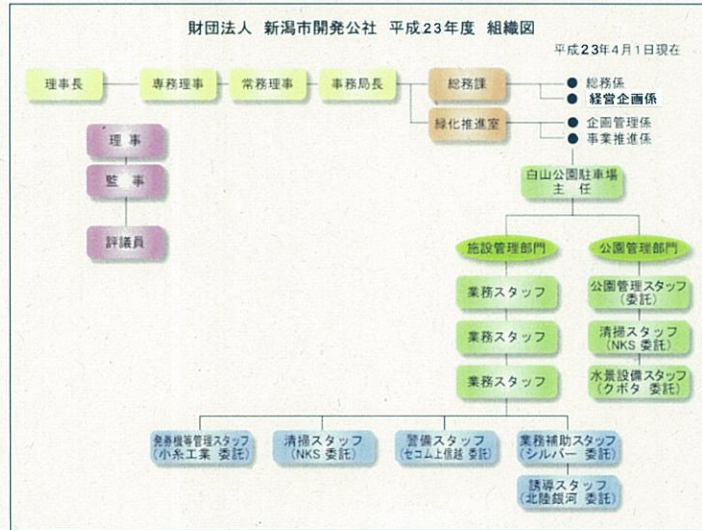 財団法人 新潟市開発公社 平成23年度 組織図
平成23年4月1日現在
理事長
専務理事
常務理事
事務局長
総務課
● 総務係
● 経営企画係
緑化推進室
● 企画管理係
● 事業推進係
理 事
監 事
評議員
白山公園駐車場
主 任
施設管理部門
公園管理部門
業務スタッフ
公園管理スタッフ
(委託)
業務スタッフ
清掃スタッフ
(NKS 委託)
業務スタッフ
水景設備スタッフ
(クボタ 委託)
発券機等管理スタッフ
(小糸工業 委託)
清掃スタッフ
(NKS 委託)
警備スタッフ
(セコム上信越 委託)
業務補助スタッフ
(シルバー 委託)
誘導スタッフ
(北陸銀河 委託)